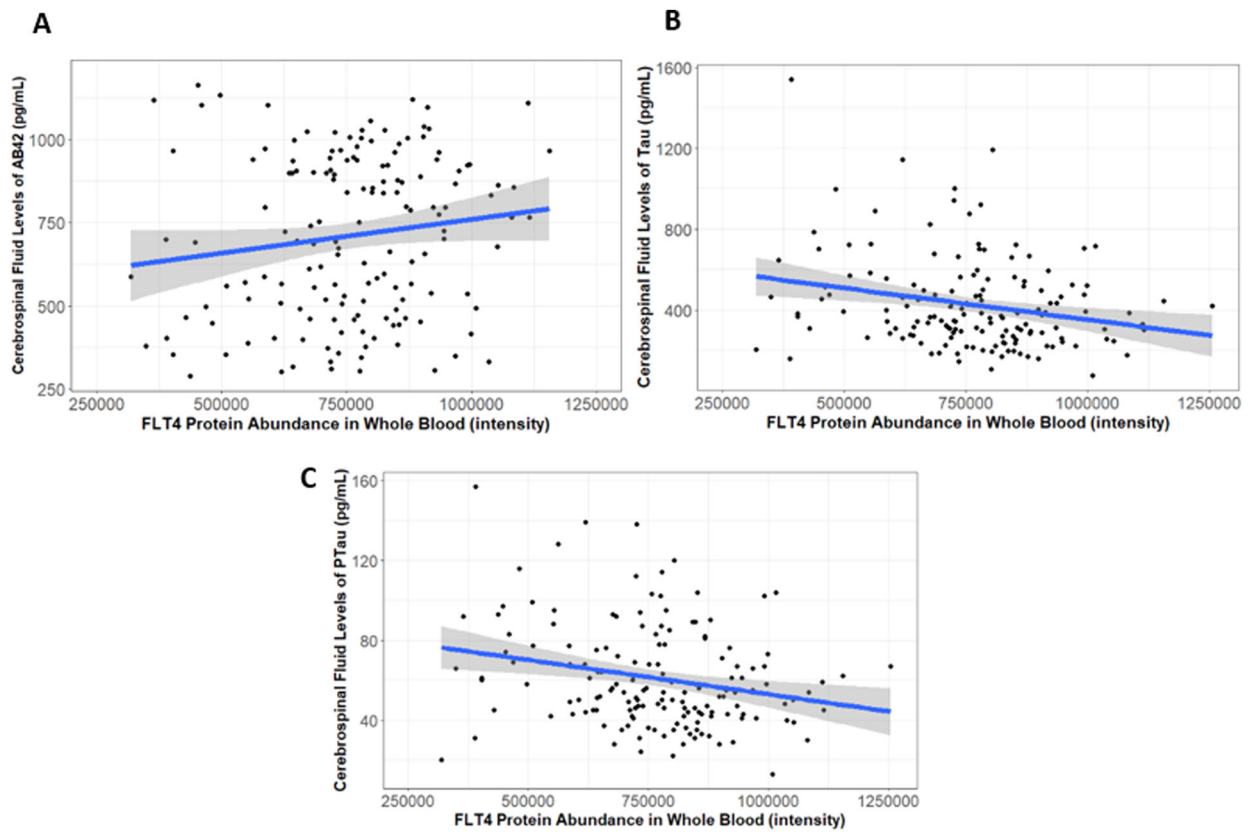 A
Cerebrospinal Fluid Levels of AB42 (pg/mL)
1000
750
500
250
250000 500000 750000 1000000 1250000
FLT4 Protein Abundance in Whole Blood (intensity)
B
Cerebrospinal Fluid Levels of Tau (pg/mL)
1600
1200
800
400
250000 500000 750000 1000000 1250000
FLT4 Protein Abundance in Whole Blood (intensity)
C
Cerebrospinal Fluid Levels of PTau (pg/mL)
160
120
80
40
250000 500000 750000 1000000 1250000
FLT4 Protein Abundance in Whole Blood (intensity)